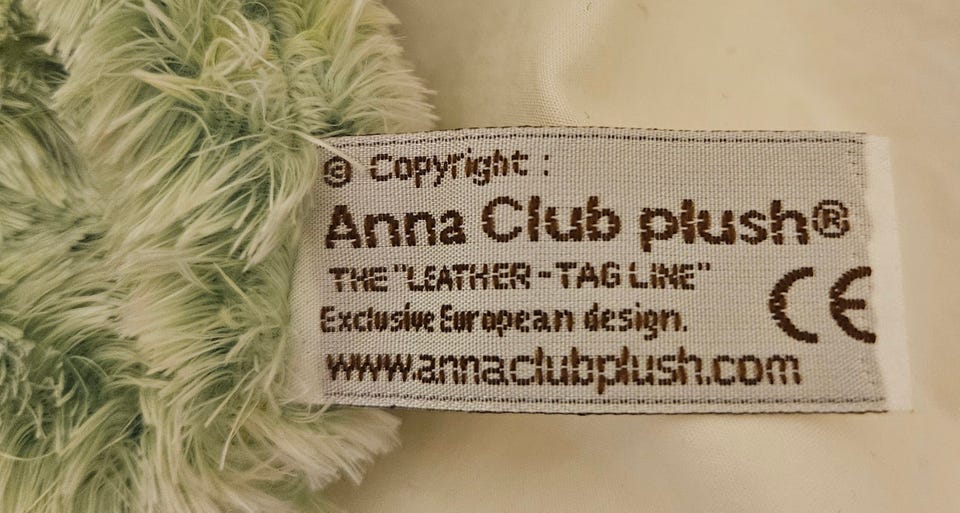 © Copyright :
Anna Club plush®
THE "LEATHER - TAG LINE"
Exclusive European design.
www.annaclubplush.com
CE